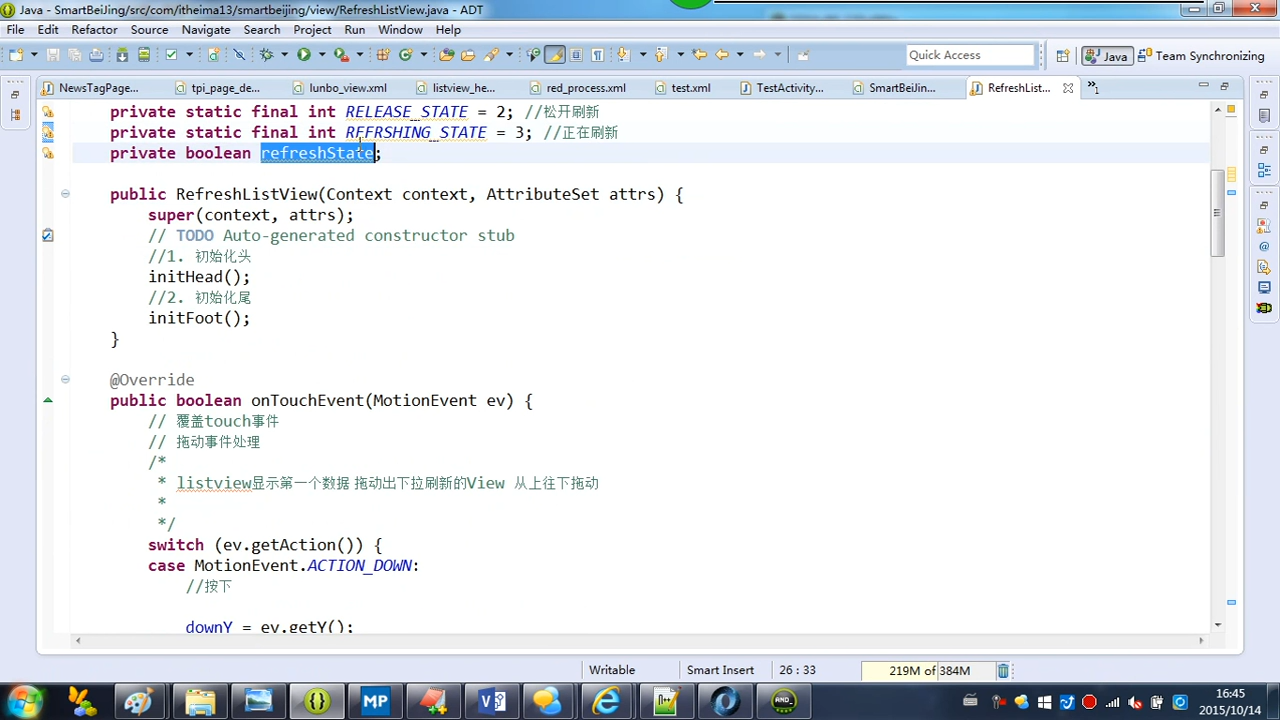 Java - SmartBeiJing/src/com/itheima13/smartbeijing/view/RefreshListView.java - ADT
File Edit Refactor Source Navigate Search Project Run Window Help
Quick Access
Java
Team Synchronizing
NewsTagPage...
tpi_page_de...
lunbo_view.xml
listview_he...
red_process.xml
test.xml
TestActivity...
SmartBeiJin...
RefreshList...
»1
private static final int RELEASE_STATE = 2; //松开刷新
private static final int REFRSHING_STATE = 3; //正在刷新
private boolean refreshState;
public RefreshListView(Context context, AttributeSet attrs) {
super(context, attrs);
// TODO Auto-generated constructor stub
//1. 初始化头
initHead();
//2. 初始化尾
initFoot();
}
@Override
public boolean onTouchEvent(MotionEvent ev) {
// 覆盖touch事件
// 拖动事件处理
/*
* listview显示第一个数据 拖动出下拉刷新的View 从上往下拖动
*
*/
switch (ev.getAction()) {
case MotionEvent.ACTION_DOWN:
//按下
downY = ev.getY();
Writable
Smart Insert
26 : 33
219M of 384M
MP
16:45
2015/10/14